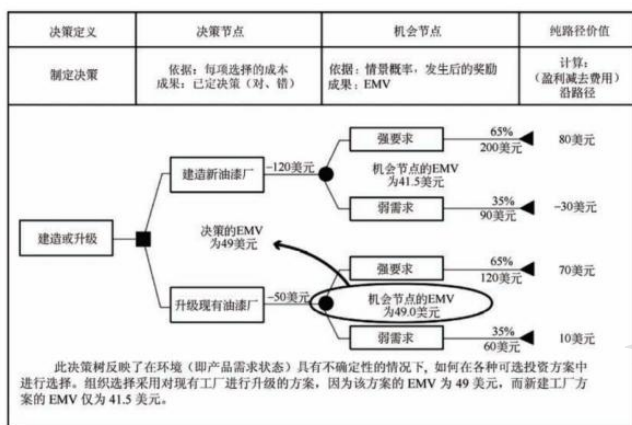 决策定义 决策节点 机会节点 纯路径价值
制定决策
依据：每项选择的成本
成果：已定决策（对、错）
依据：情景概率，发生后的奖励
成果：EMV
计算：
（盈利减去费用）
沿路径
强要求
65%
200美元
80美元
建造新油漆厂
-120美元
机会节点的EMV
为41.5美元
弱需求
35%
90美元
-30美元
建造或升级
决策的EMV
为49美元
强要求
65%
120美元
70美元
升级现有油漆厂
-50美元
机会节点的EMV
为49.0美元
弱需求
35%
60美元
10美元
此决策树反映了在环境（即产品需求状态）具有不确定性的情况下，如何在各种可选投资方案中
进行选择。组织选择采用对现有工厂进行升级的方案，因为该方案的 EMV 为 49 美元，而新建工厂方
案的 EMV 仅为 41.5 美元。